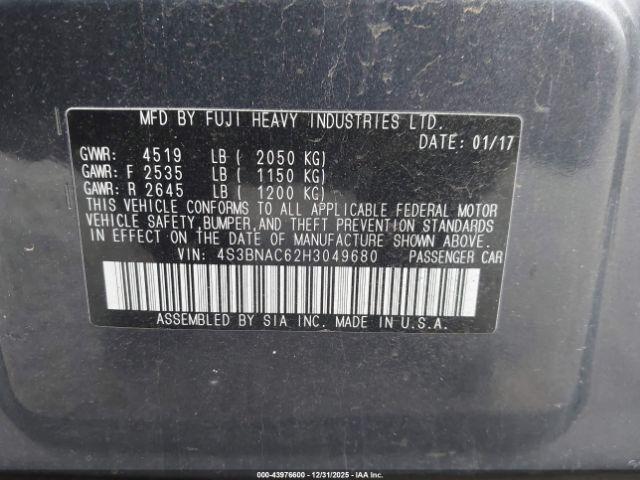 MFD BY FUJI HEAVY INDUSTRIES LTD.
DATE: 01/17
GVWR: 4519 LB ( 2050 KG)
GAWR: F 2535 LB ( 1150 KG)
GAWR: R 2645 LB ( 1200 KG)
THIS VEHICLE CONFORMS TO ALL APPLICABLE FEDERAL MOTOR
VEHICLE SAFETY, BUMPER, AND THEFT PREVENTION STANDARDS
IN EFFECT ON THE DATE OF MANUFACTURE SHOWN ABOVE.
VIN: 4S3BNAC62H3049680 PASSENGER CAR
ASSEMBLED BY SIA INC. MADE IN U.S.A.
000-43976600 - 12/31/2025 - IAA Inc.